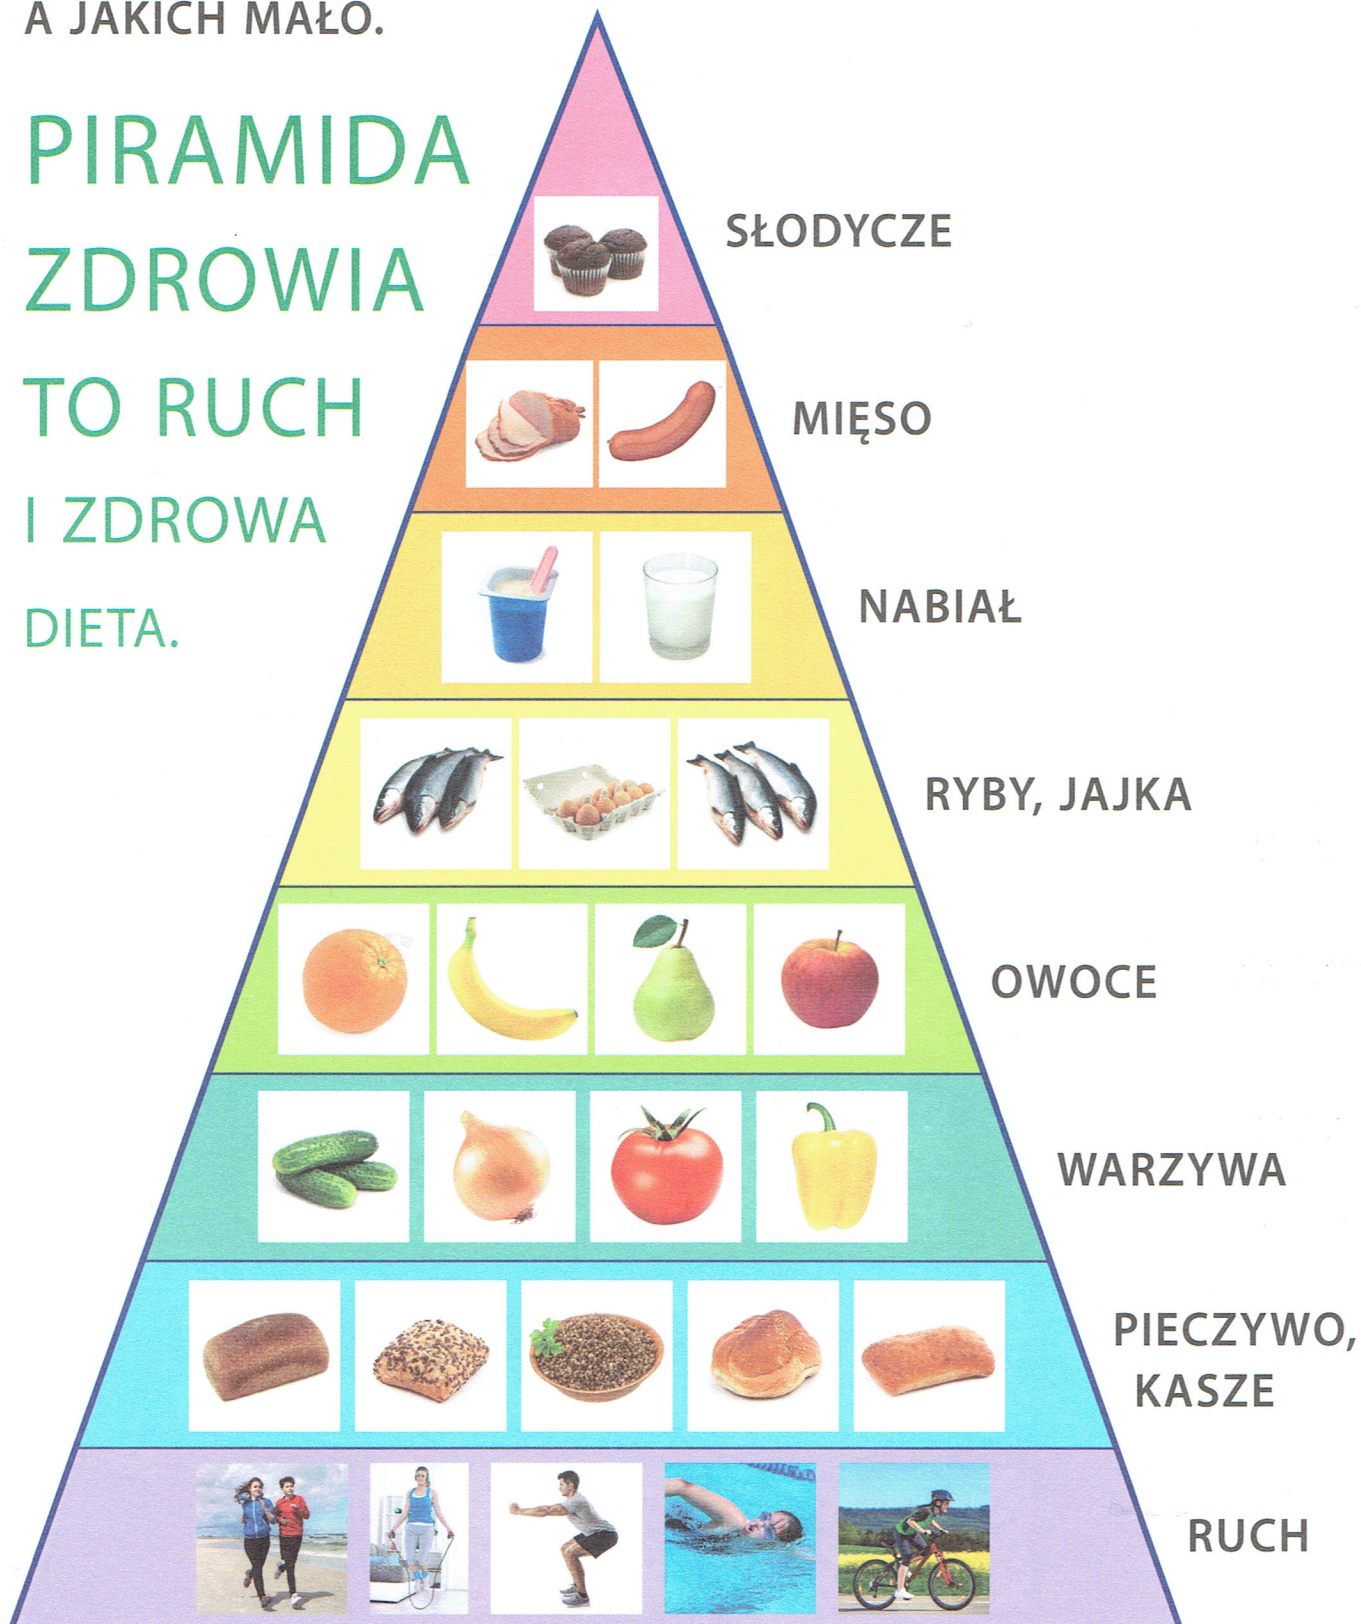 A JAKICH MAŁO.
PIRAMIDA
ZDROWIA
TO RUCH
I ZDROWA
DIETA.
SŁODYCZE
MIĘSO
NABIAŁ
RYBY, JAJKA
OWOCE
WARZYWA
PIECZYWO,
KASZE
RUCH